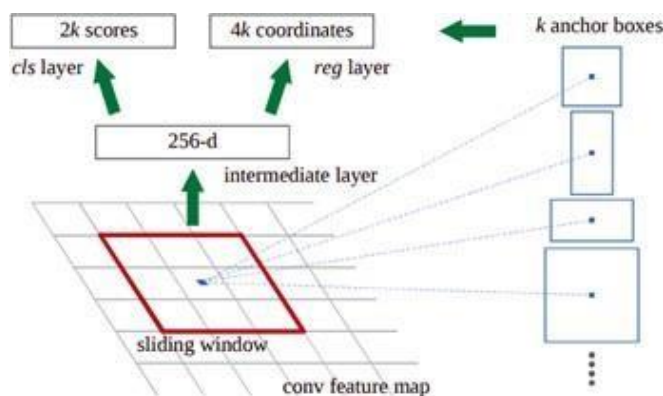 2k scores
4k coordinates
k anchor boxes
cls layer
reg layer
256-d
intermediate layer
sliding window
conv feature map